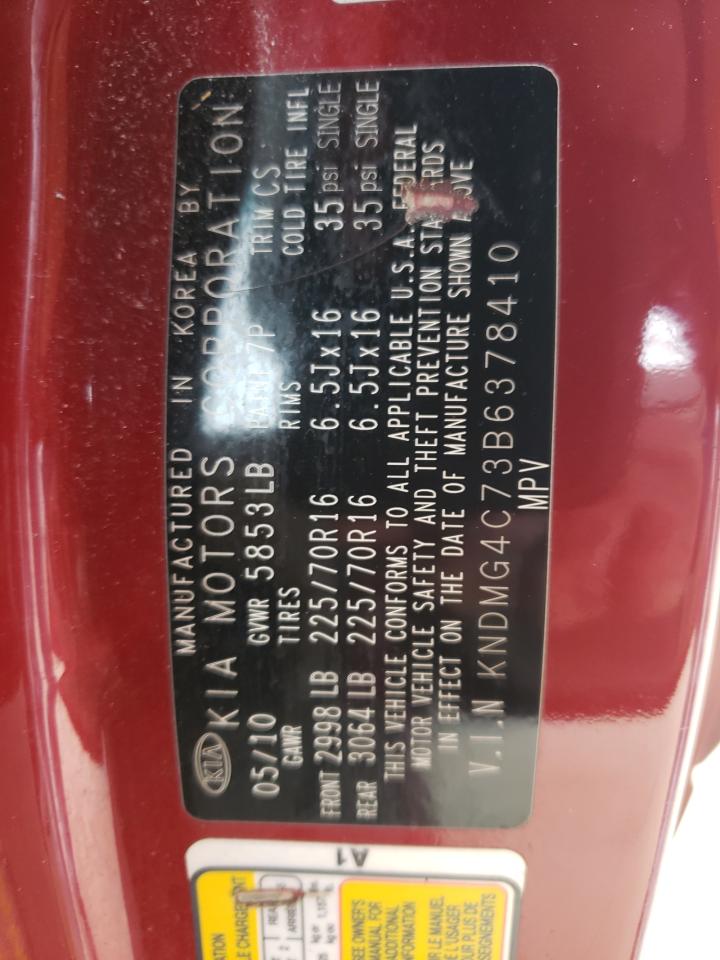 MANUFACTURED IN KOREA BY
KIA KIA MOTORS CORPORATION
05/10 GVWR 5853LB PAINT 7P TRIM CS
GAWR TIRES RIMS COLD TIRE INFL
FRONT 2998 LB 225/70R16 6.5Jx16 35psi SINGLE
REAR 3064 LB 225/70R16 6.5Jx16 35psi SINGLE
THIS VEHICLE CONFORMS TO ALL APPLICABLE U.S.A. FEDERAL
MOTOR VEHICLE SAFETY AND THEFT PREVENTION STANDARDS
IN EFFECT ON THE DATE OF MANUFACTURE SHOWN ABOVE
V.I.N KNDMG4C73B6378410
MPV
A1